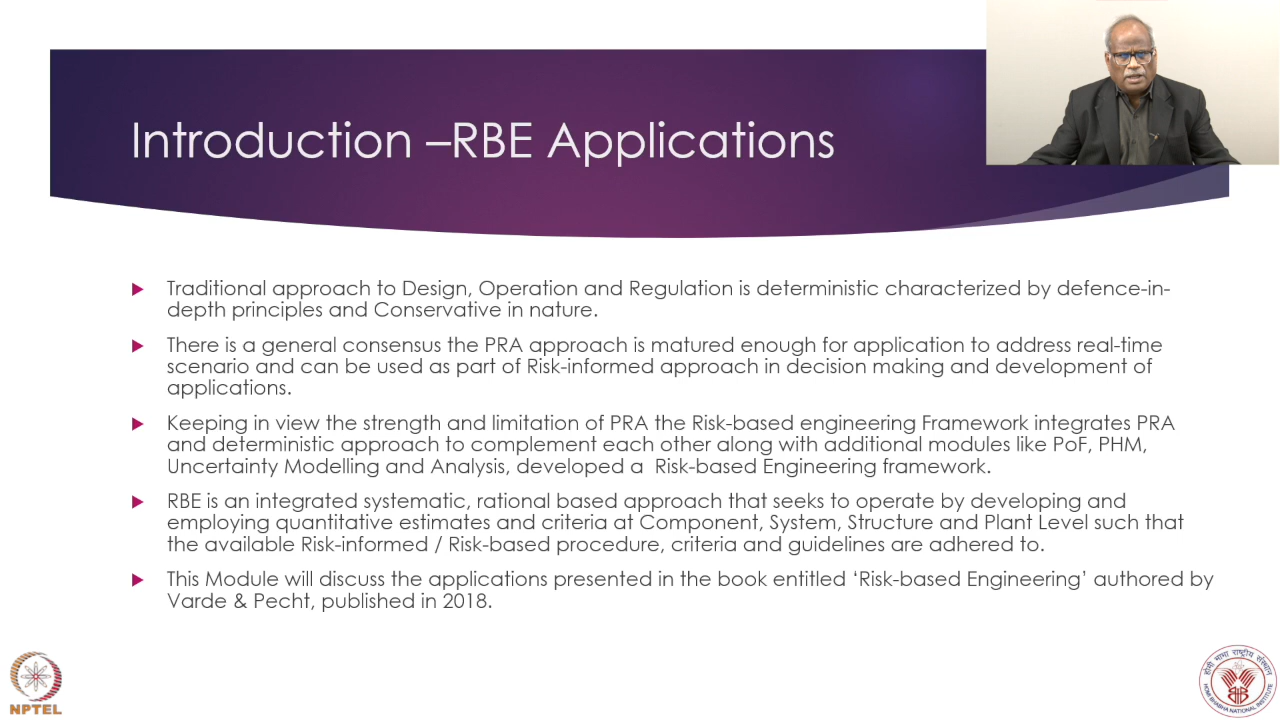 Introduction –RBE Applications
Traditional approach to Design, Operation and Regulation is deterministic characterized by defence-in-
depth principles and Conservative in nature.
There is a general consensus the PRA approach is matured enough for application to address real-time
scenario and can be used as part of Risk-informed approach in decision making and development of
applications.
Keeping in view the strength and limitation of PRA the Risk-based engineering Framework integrates PRA
and deterministic approach to complement each other along with additional modules like PoF, PHM,
Uncertainty Modelling and Analysis, developed a Risk-based Engineering framework.
RBE is an integrated systematic, rational based approach that seeks to operate by developing and
employing quantitative estimates and criteria at Component, System, Structure and Plant Level such that
the available Risk-informed / Risk-based procedure, criteria and guidelines are adhered to.
This Module will discuss the applications presented in the book entitled ‘Risk-based Engineering’ authored by
Varde & Pecht, published in 2018.
NPTEL
होमी भाभा राष्ट्रीय संस्थान
HOMI BHABHA NATIONAL INSTITUTE